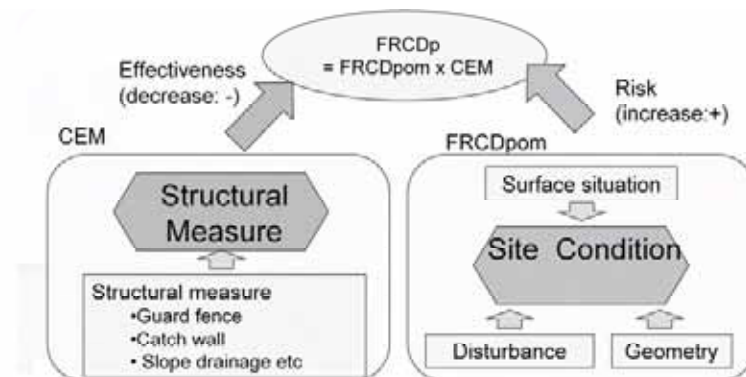 FRCDp
= FRCDpom x CEM
Effectiveness
(decrease: -)
Risk
(increase:+)
CEM
Structural
Measure
Structural measure
•Guard fence
•Catch wall
• Slope drainage etc
FRCDpom
Surface situation
Site Condition
Disturbance
Geometry